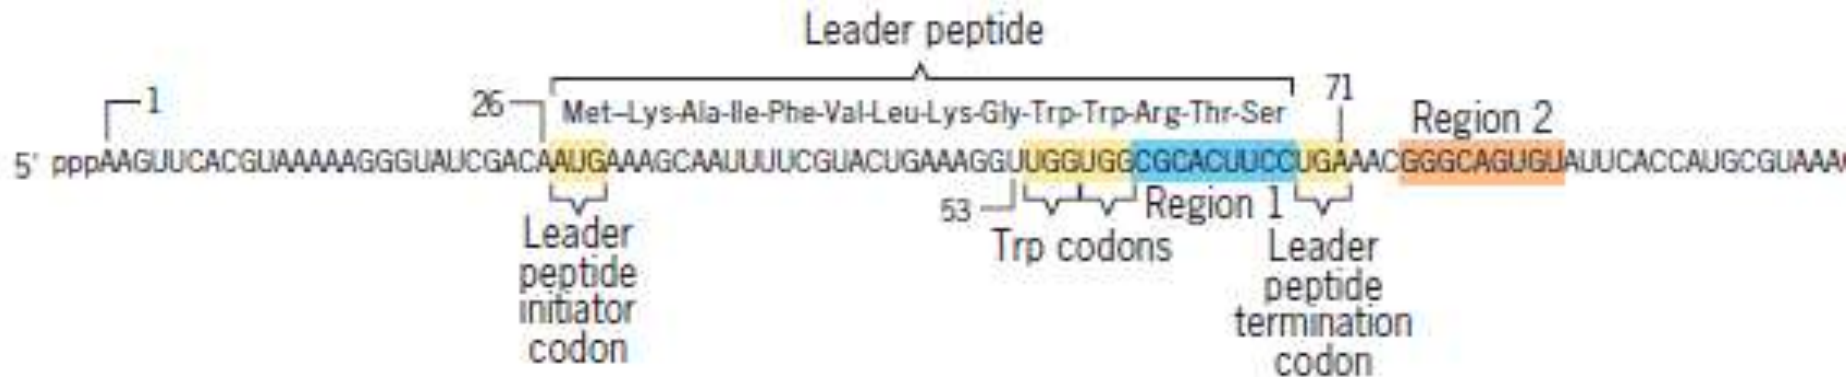 Leader peptide
1
26
Met–Lys-Ala-Ile-Phe-Val-Leu-Lys-Gly-Trp-Trp-Arg-Thr-Ser
71
Region 2
5' pppAAGUUCACGUAAAAAGGGUAUCGACAAUGAAAGCAAUUUUCGUACUGAAAGGUUGGUGGCGCACUUCCUGAAACGGGCAGUGUAUUCACCAUGCGUAAA
53
Region 1
Trp codons
Leader
peptide
initiator
codon
Leader
peptide
termination
codon